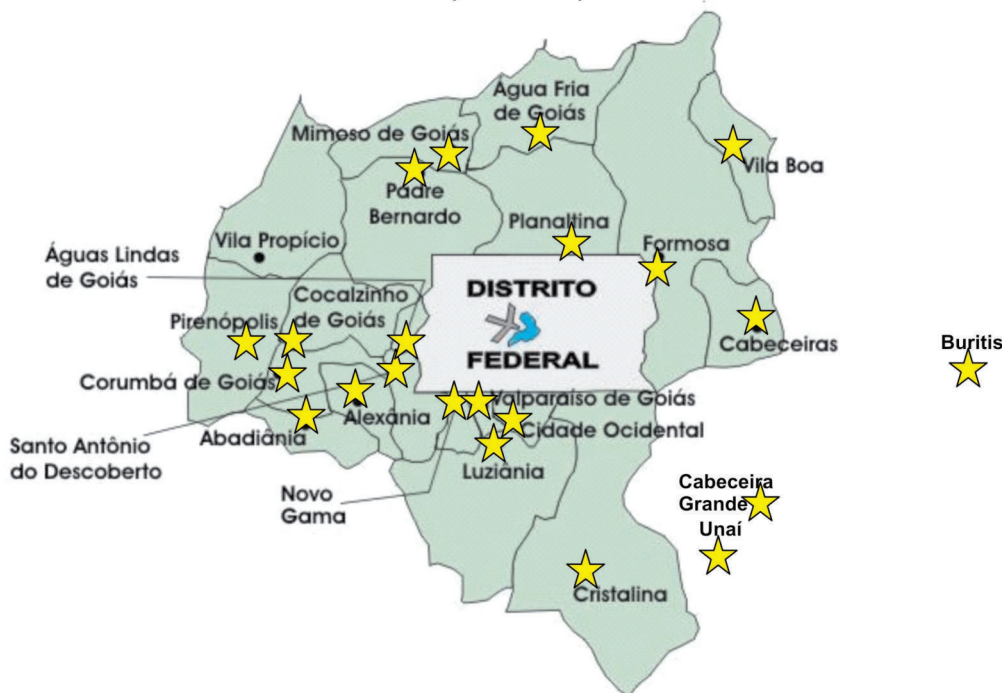 Água Fria
de Goiás
Mimoso de Goiás
Vila Boa
Padre
Bernardo
Planaltina
Vila Propício
Formosa
Águas Lindas
de Goiás
DISTRITO
FEDERAL
Cocalzinho
de Goiás
Pirenópolis
Cabeceiras
Buritis
Corumbá de Goiás
Valparaíso de Goiás
Alexânia
Abadiânia
Cidade Ocidental
Santo Antônio
do Descoberto
Luziânia
Novo
Gama
Cabeceira
Grande
Unaí
Cristalina